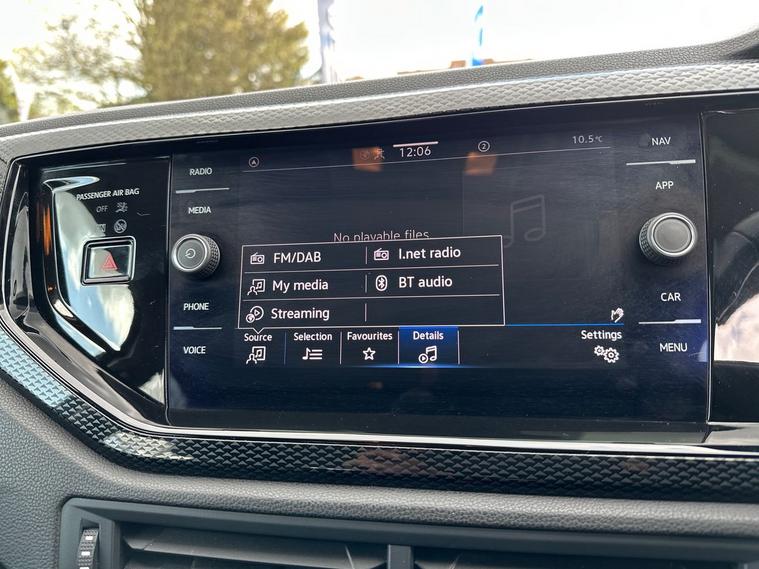 PASSENGER AIR BAG
OFF
RADIO
MEDIA
PHONE
VOICE
12:06
2
10.5°C
No playable files
FM/DAB
I.net radio
My media
BT audio
Streaming
Source
Selection
Favourites
Details
Settings
NAV
APP
CAR
MENU